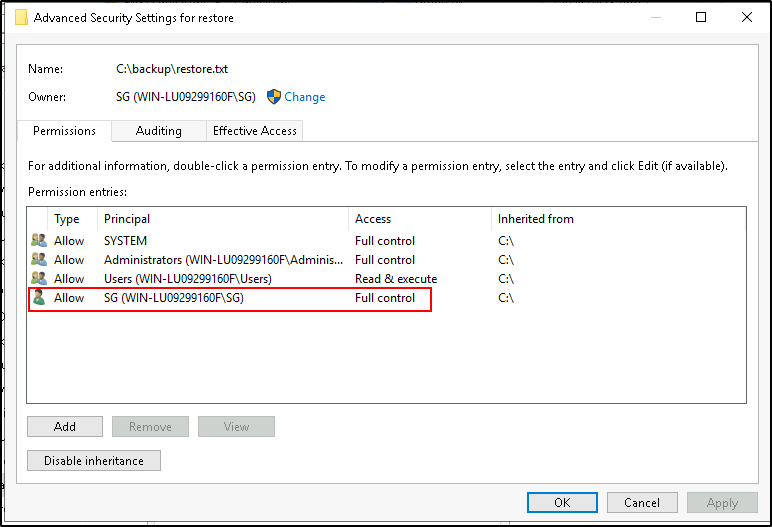 Advanced Security Settings for restore
Name: C:\backup\restore.txt
Owner: SG (WIN-LU09299160F\SG) Change
Permissions Auditing Effective Access
For additional information, double-click a permission entry. To modify a permission entry, select the entry and click Edit (if available).
Permission entries:
Type Principal Access Inherited from
Allow SYSTEM Full control C:\
Allow Administrators (WIN-LU09299160F\Adminis... Full control C:\
Allow Users (WIN-LU09299160F\Users) Read & execute C:\
Allow SG (WIN-LU09299160F\SG) Full control C:\
Add Remove View
Disable inheritance
OK Cancel Apply